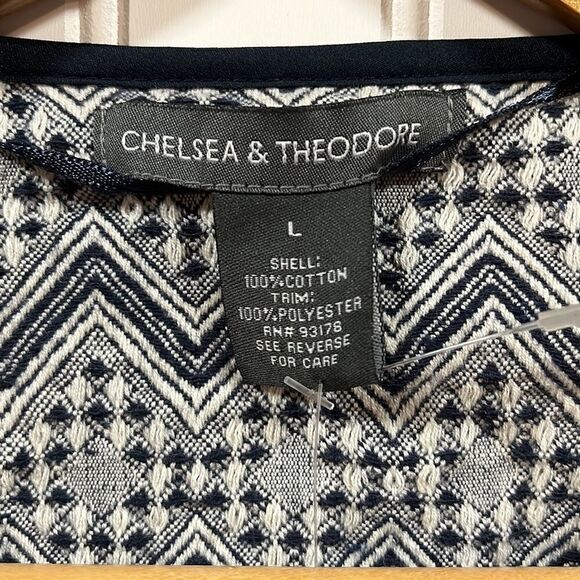 CHELSEA & THEODORE
L
SHELL:
100%COTTON
TRIM:
100%POLYESTER
RN# 93178
SEE REVERSE
FOR CARE